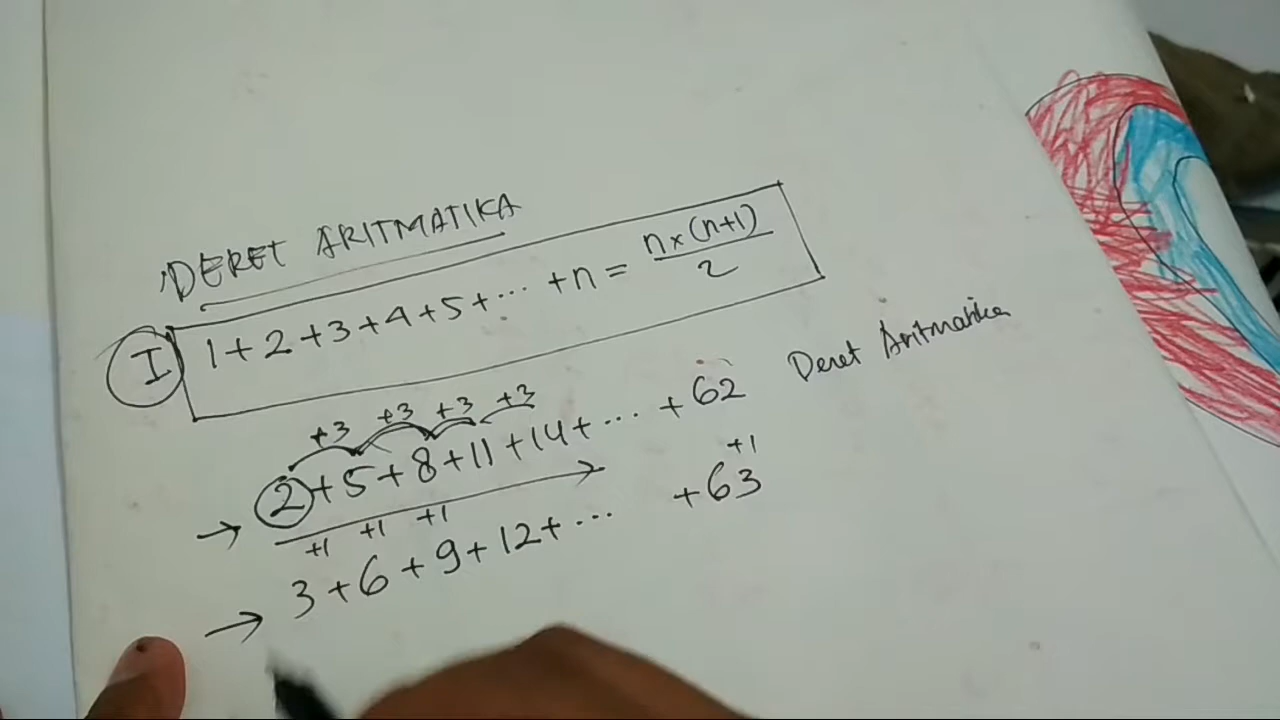 DERET ARITMATIKA
I 1+2+3+4+5+... +n = n×(n+1)/2
+3 +3 +3 +3
→ 2+5+8+11+14+... +62 Deret Aritmatika
+1 +1 +1 +1
→ 3+6+9+12+... +63